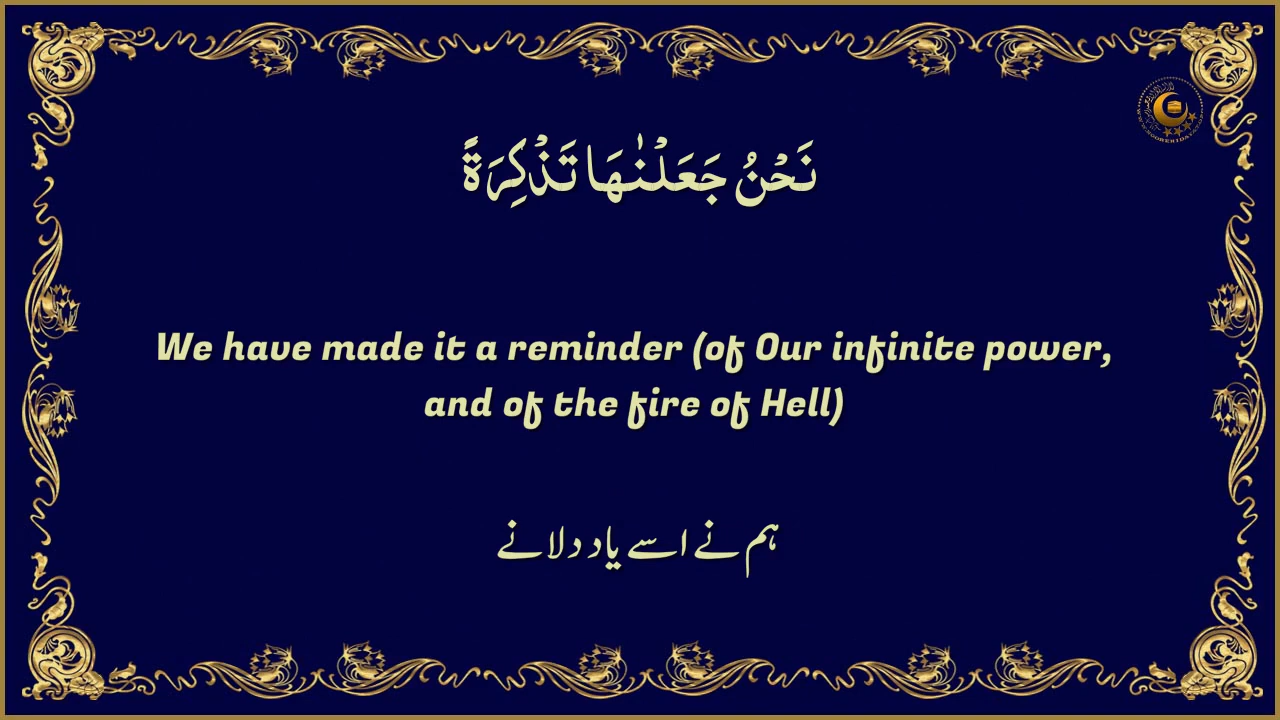 نَحْنُ جَعَلْنٰهَا تَذْكِرَةً
We have made it a reminder (of Our infinite power,
and of the fire of Hell)
ہم نے اسے یاد دلانے